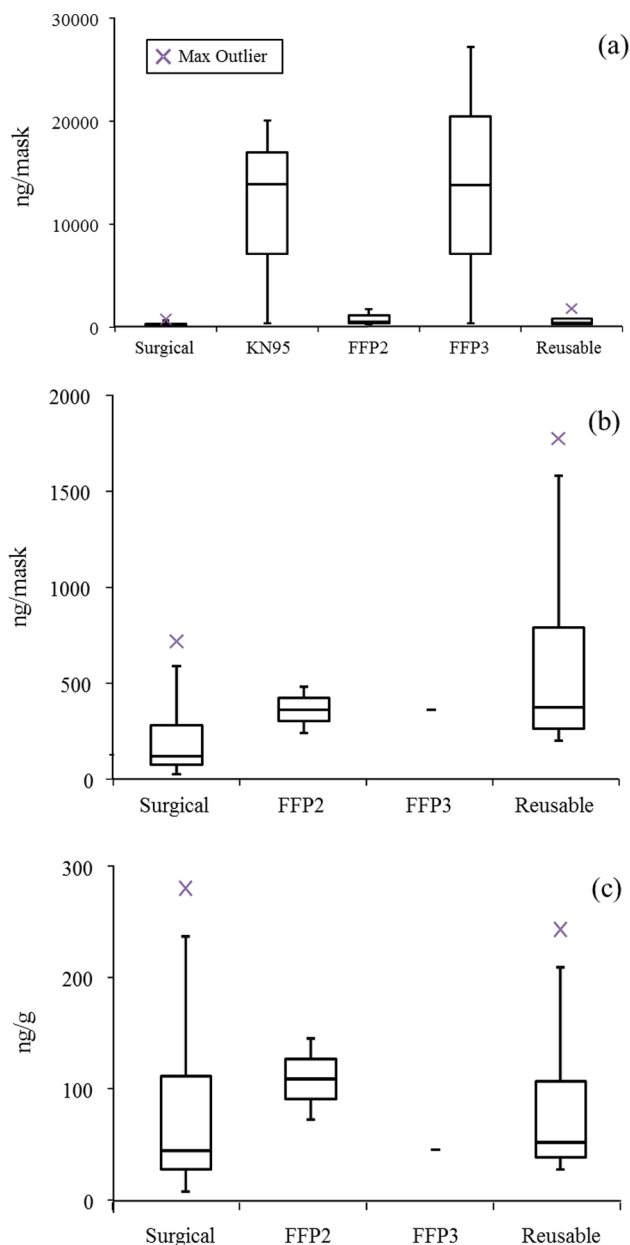 30000
Max Outlier
(a)
20000
ng/mask
10000
0
Surgical KN95 FFP2 FFP3 Reusable
2000
(b)
1500
ng/mask
1000
500
0
Surgical FFP2 FFP3 Reusable
300
(c)
200
ng/g
100
0
Surgical FFP2 FFP3 Reusable